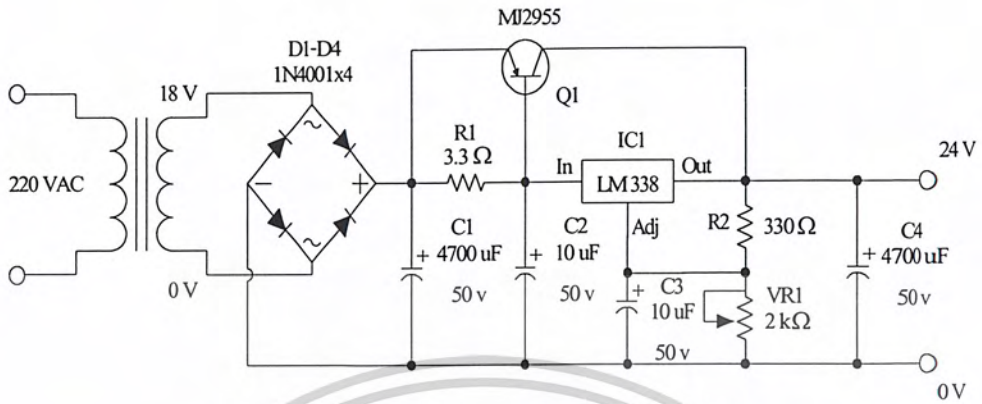 MJ2955
D1-D4
1N4001x4
Q1
18 V
220 VAC
0 V
~
−
+
~
R1
3.3 Ω
In
IC1
LM 338
Out
Adj
24 V
R2
330 Ω
+
C1
4700 uF
50 v
+
C2
10 uF
50 v
+
C3
10 uF
50 v
VR1
2 kΩ
+
C4
4700 uF
50 v
0 V